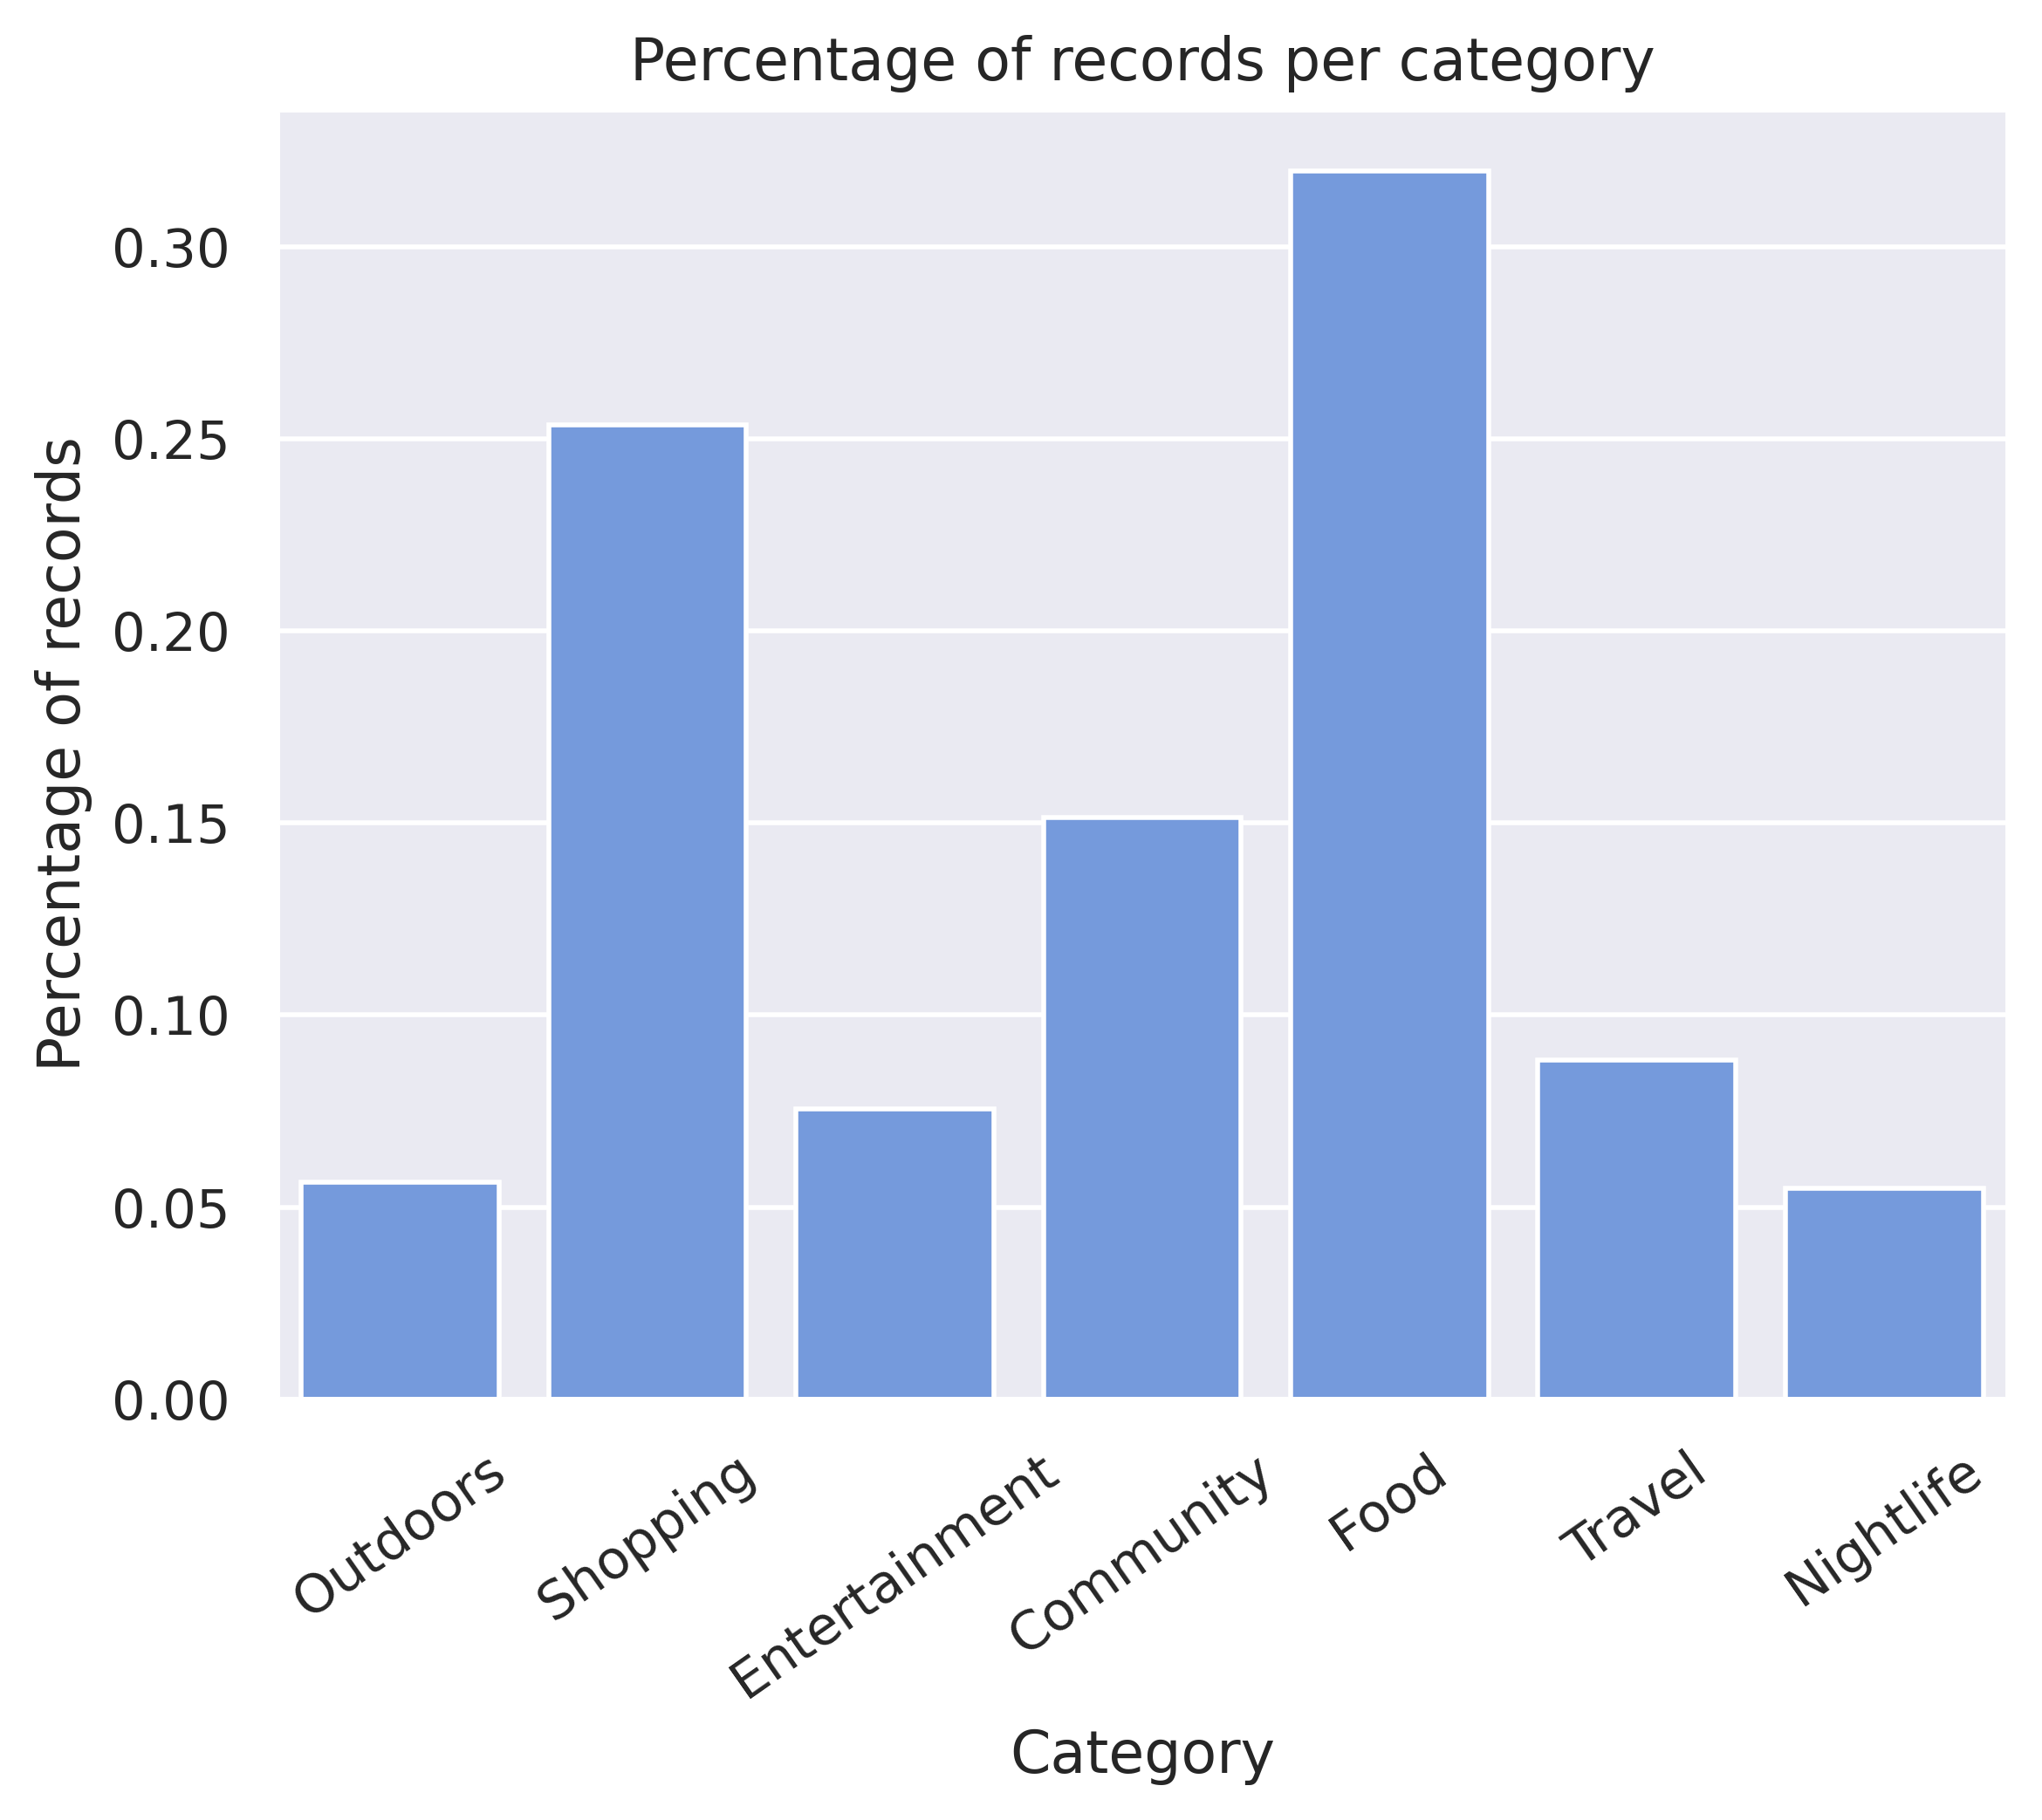 Percentage of records per category
Percentage of records
0.30
0.25
0.20
0.15
0.10
0.05
0.00
Outdoors
Shopping
Entertainment
Community
Food
Travel
Nightlife
Category